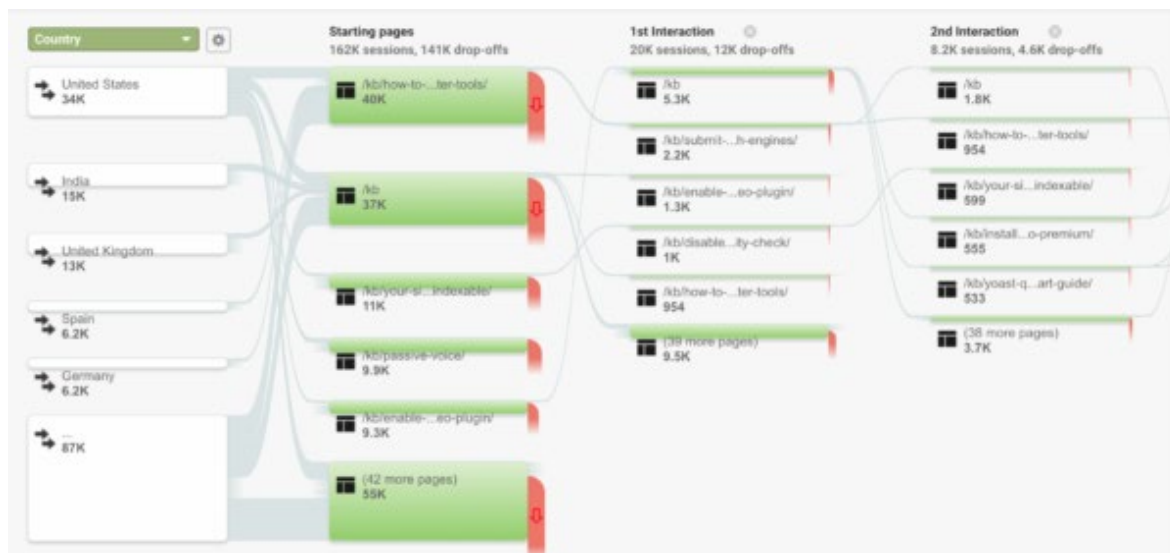 Country
United States
34K
India
15K
United Kingdom
13K
Spain
6.2K
Germany
6.2K
...
87K
Starting pages
162K sessions, 141K drop-offs
/kb/how-to-...ter-tools/
40K
/kb
37K
/kb/your-si...indexable/
11K
/kb/passive-voice/
9.9K
/kb/enable-...eo-plugin/
9.3K
(42 more pages)
55K
1st Interaction
20K sessions, 12K drop-offs
/kb
5.3K
/kb/submit-...h-engines/
2.2K
/kb/enable-...eo-plugin/
1.3K
/kb/disable...ity-check/
1K
/kb/how-to-...ter-tools/
954
(39 more pages)
9.5K
2nd Interaction
8.2K sessions, 4.6K drop-offs
/kb
1.8K
/kb/how-to-...ter-tools/
954
/kb/your-si...indexable/
599
/kb/install...o-premium/
555
/kb/yoast-q...art-guide/
533
(38 more pages)
3.7K